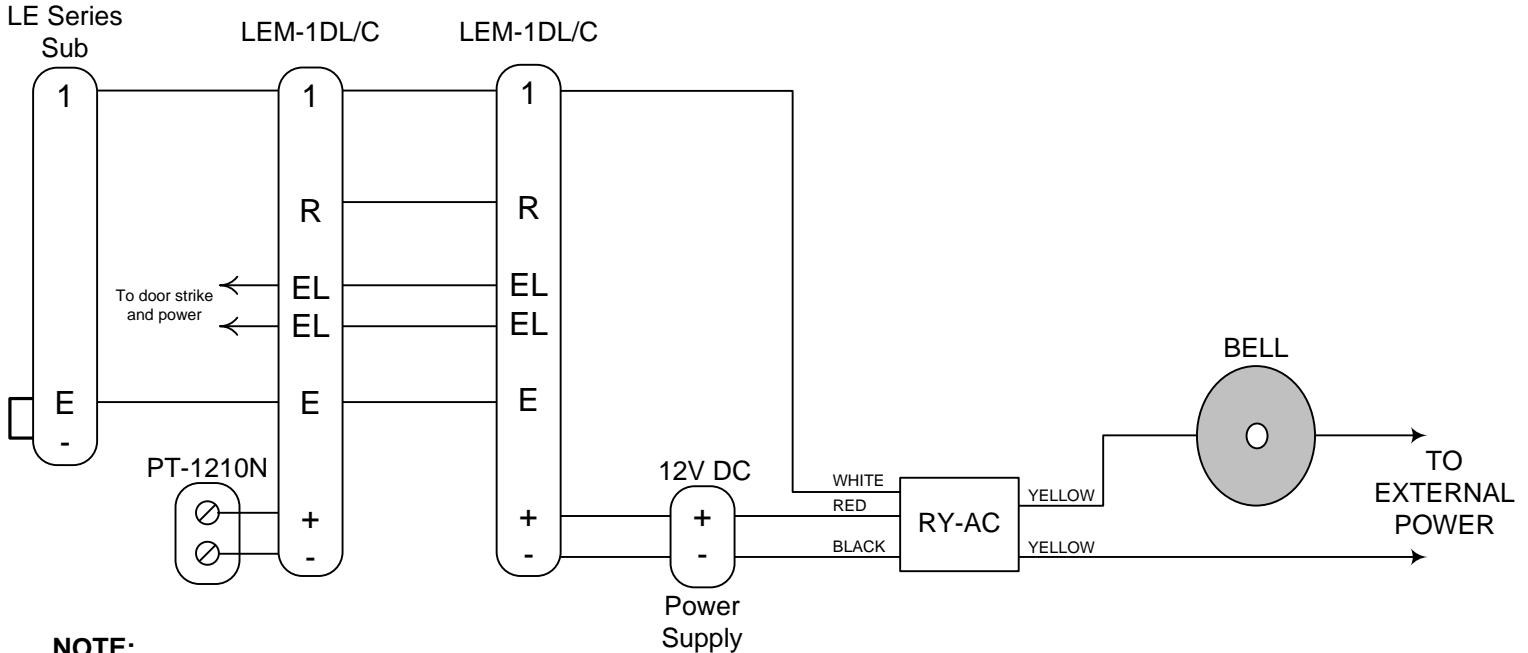 LE Series
Sub
LEM-1DL/C
LEM-1DL/C
1
1
1
R
R
To door strike
and power
EL
EL
EL
EL
E
E
E
-
PT-1210N
+
-
+
-
12V DC
+
-
Power
Supply
WHITE
RED
BLACK
RY-AC
YELLOW
YELLOW
BELL
TO
EXTERNAL
POWER
NOTE: